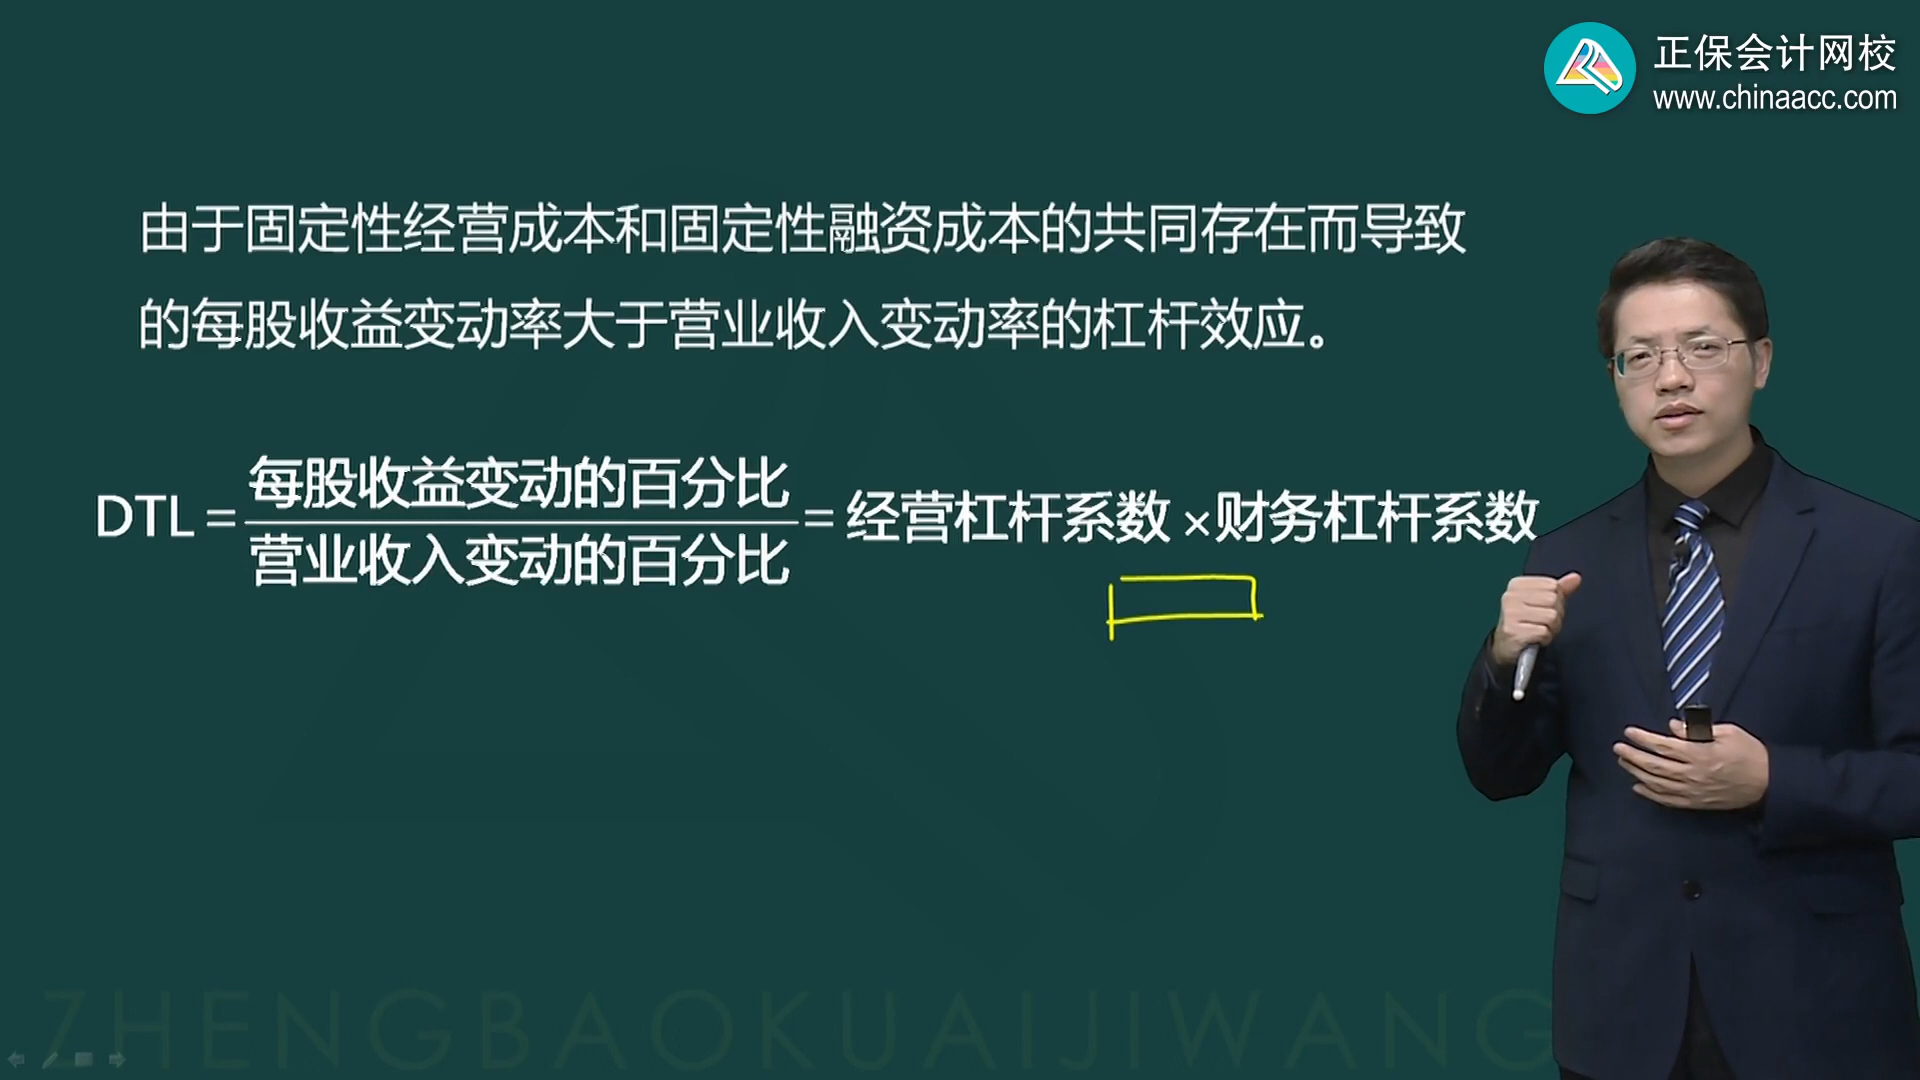 正保会计网校
www.chinaacc.com
由于固定性经营成本和固定性融资成本的共同存在而导致
的每股收益变动率大于营业收入变动率的杠杆效应。
每股收益变动的百分比
DTL = = 经营杠杆系数 ×财务杠杆系数
营业收入变动的百分比
ZHENGBAOKUAIJIWANG